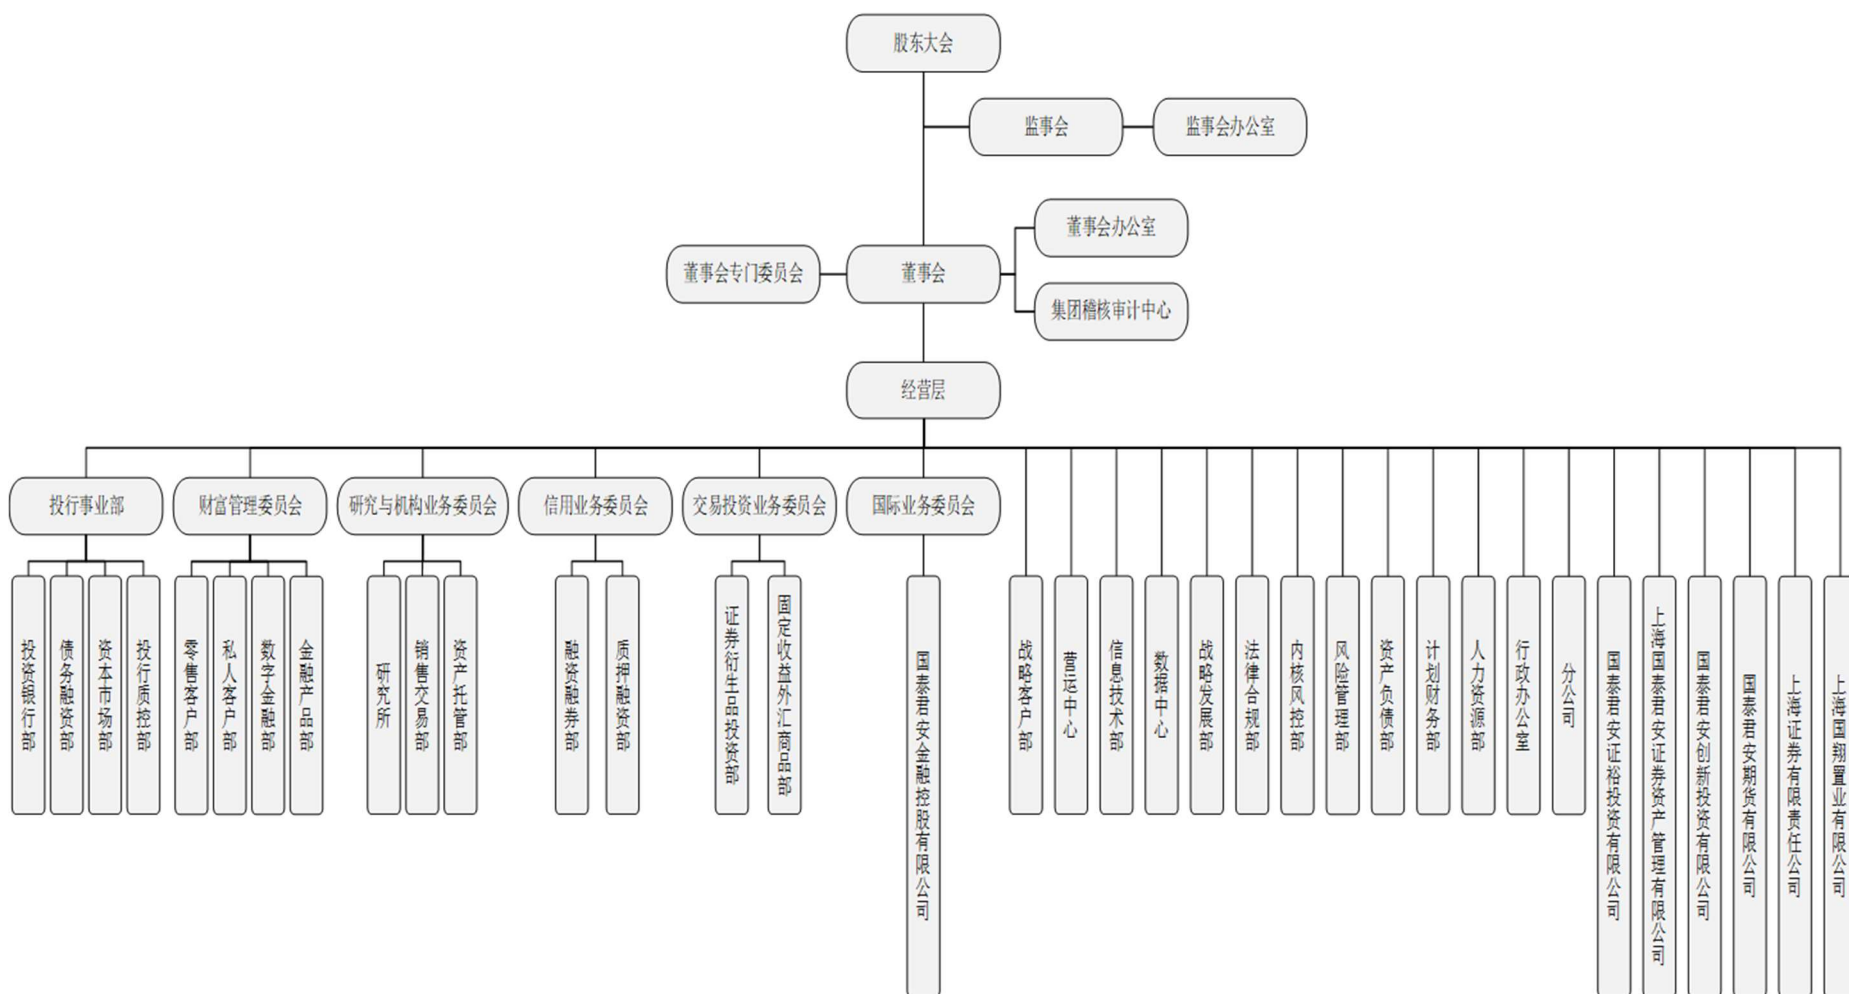 股东大会
监事会
监事会办公室
董事会办公室
董事会专门委员会
董事会
集团稽核审计中心
经营层
投行事业部
财富管理委员会
研究与机构业务委员会
信用业务委员会
交易投资业务委员会
国际业务委员会
投资银行部
债务融资部
资本市场部
投行质控部
零售客户部
私人客户部
数字金融部
金融产品部
研究所
销售交易部
资产托管部
融资融券部
质押融资部
证券衍生品投资部
固定收益外汇商品部
国泰君安金融控股有限公司
战略客户部
营运中心
信息技术部
数据中心
战略发展部
法律合规部
内核风控部
风险管理部
资产负债部
计划财务部
人力资源部
行政办公室
分公司
国泰君安证裕投资有限公司
上海国泰君安证券资产管理有限公司
国泰君安创新投资有限公司
国泰君安期货有限公司
上海证券有限责任公司
上海国翔置业有限公司